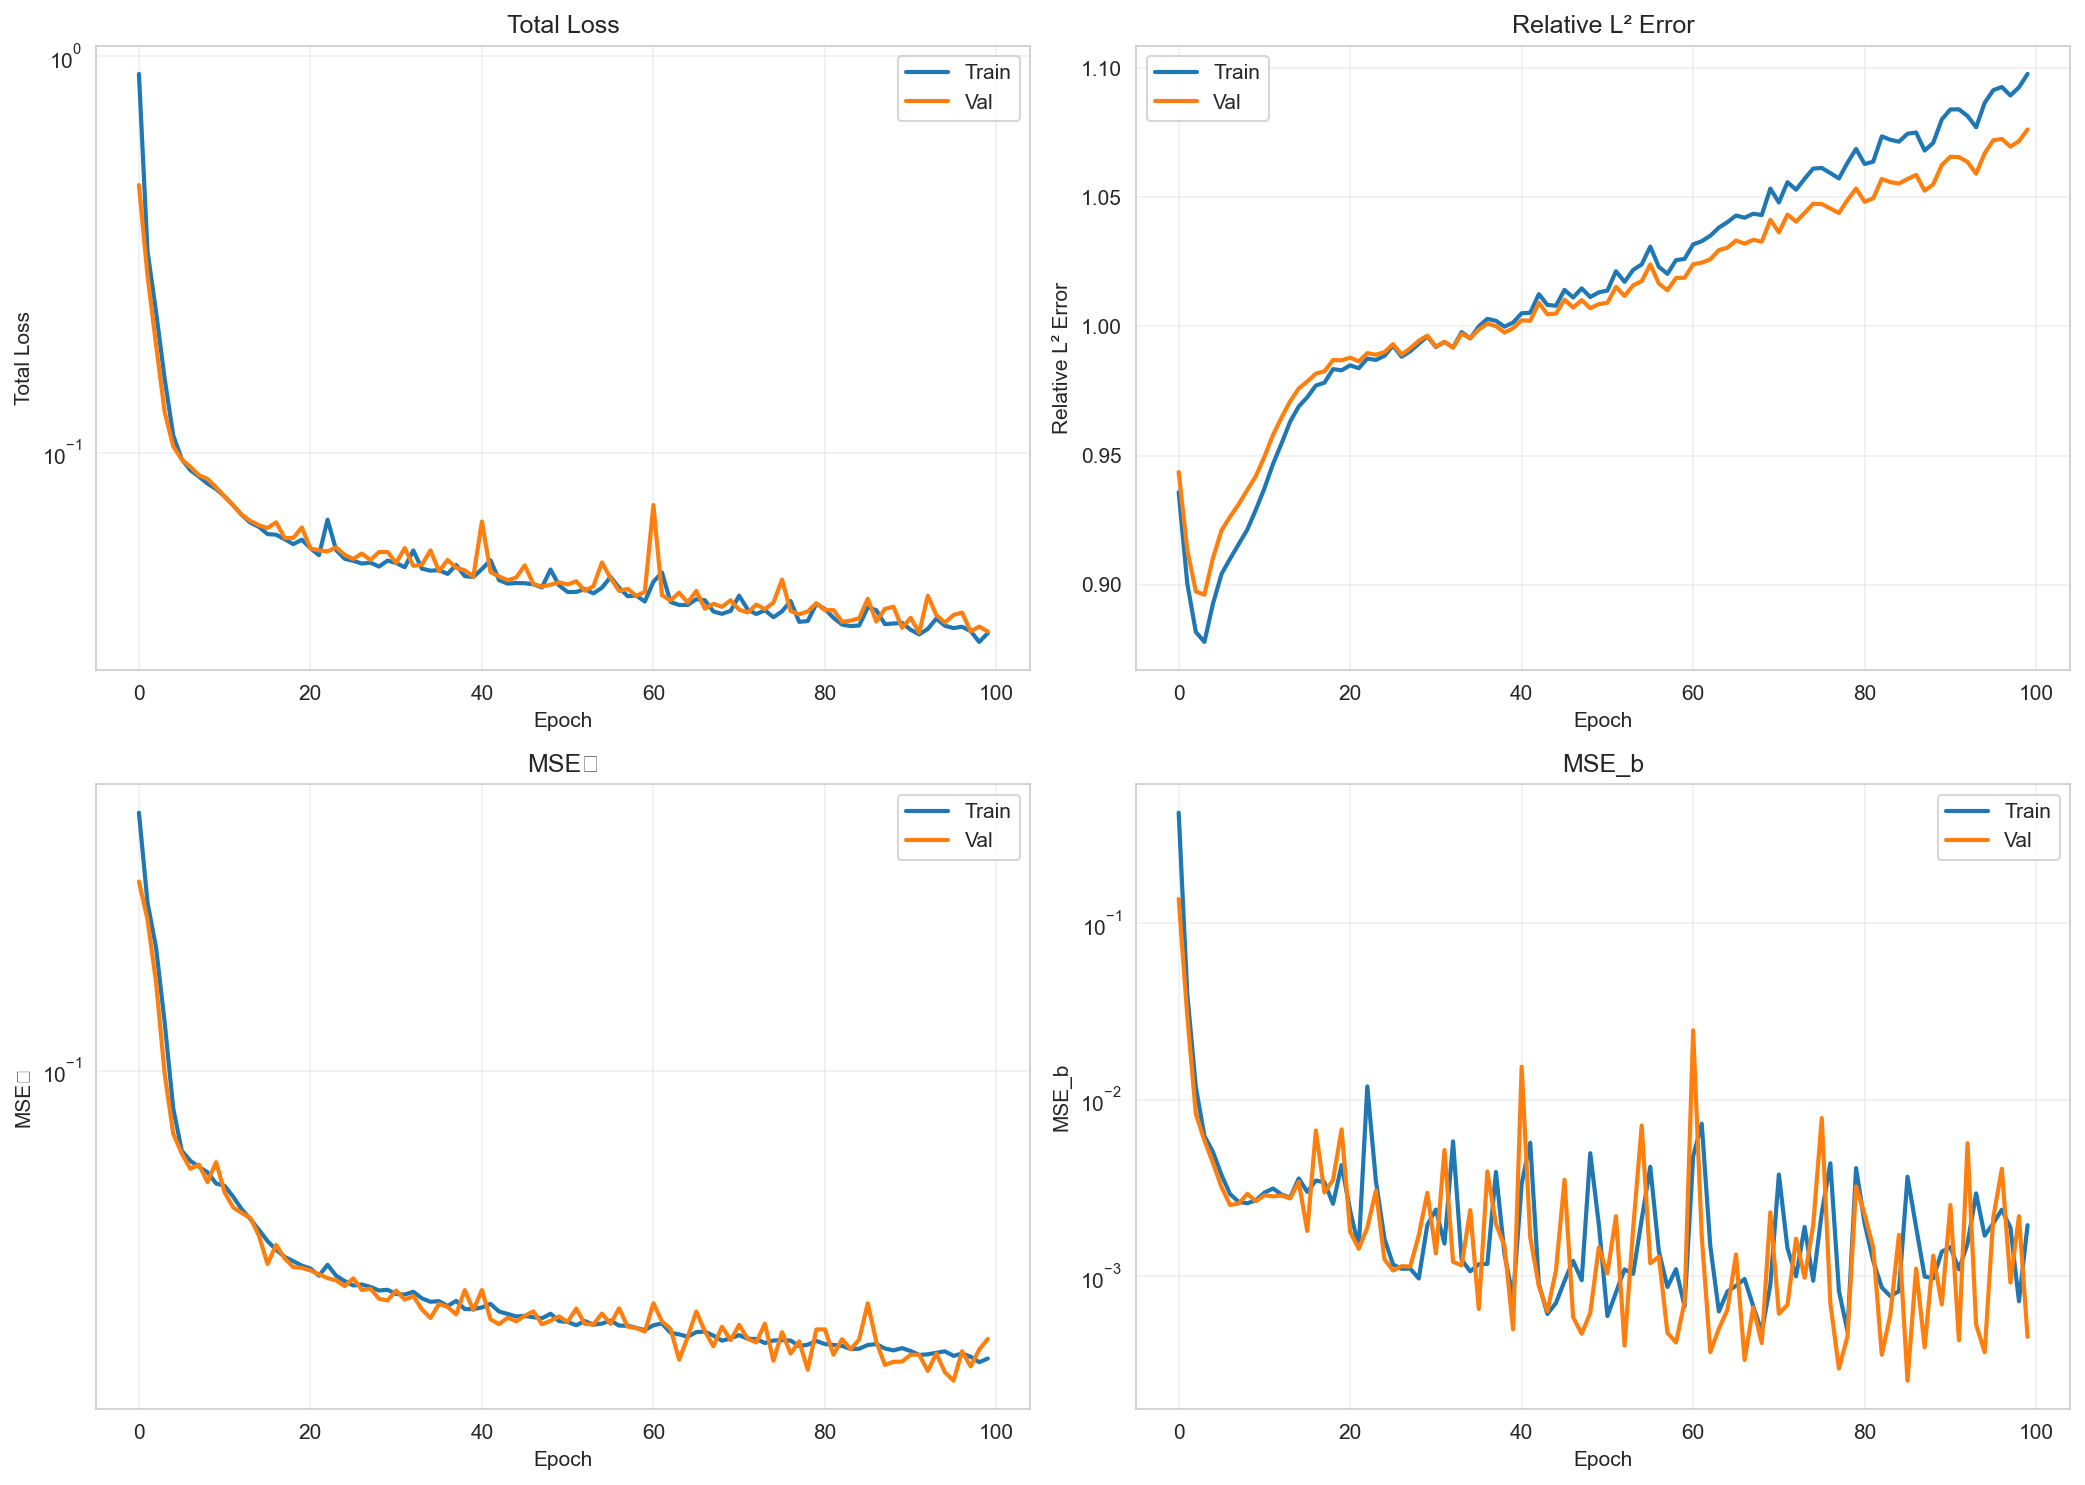 Total Loss
Total Loss
10⁰
10⁻¹
Train
Val
0 20 40 60 80 100
Epoch
Relative L² Error
Relative L² Error
1.10
1.05
1.00
0.95
0.90
Train
Val
0 20 40 60 80 100
Epoch
MSE□
MSE□
10⁻¹
Train
Val
0 20 40 60 80 100
Epoch
MSE_b
MSE_b
10⁻¹
10⁻²
10⁻³
Train
Val
0 20 40 60 80 100
Epoch